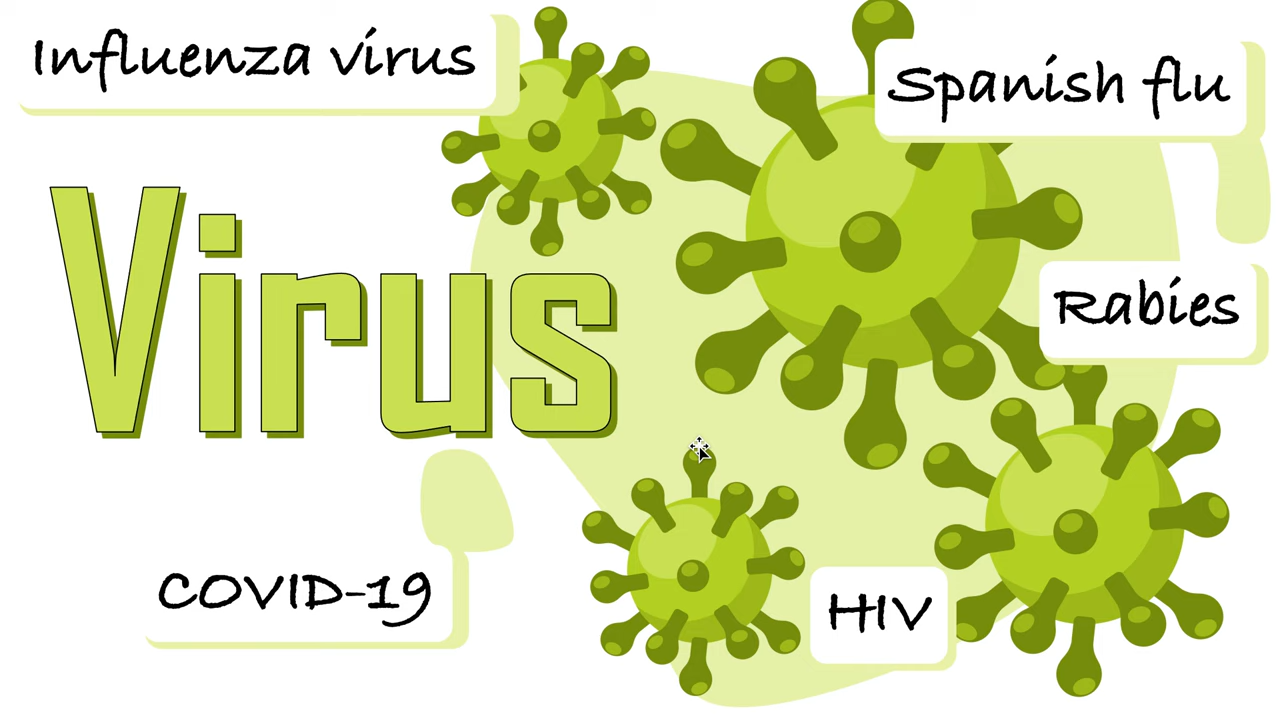 Influenza virus
Spanish flu
Virus
Rabies
COVID-19
HIV